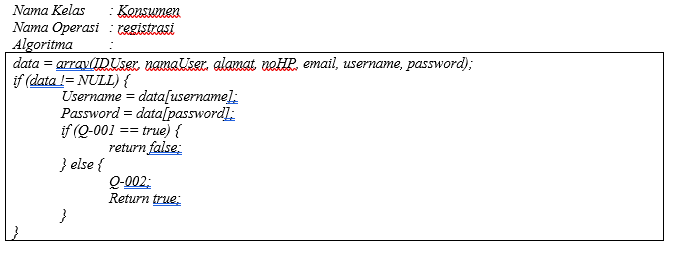 Nama Kelas : Konsumen
Nama Operasi : registrasi
Algoritma :
data = array(IDUser, namaUser, alamat, noHP, email, username, password);
if (data != NULL) {
Username = data[username];
Password = data[password];
if (Q-001 == true) {
return false;
} else {
Q-002;
Return true;
}
}